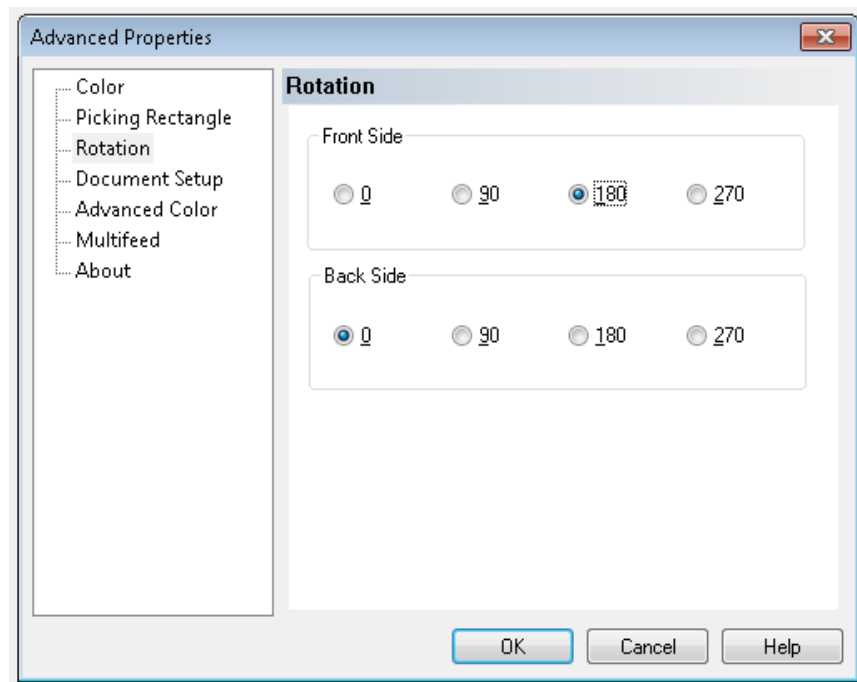 Advanced Properties
Color
Picking Rectangle
Rotation
Document Setup
Advanced Color
Multifeed
About
Rotation
Front Side
0 90 180 270
Back Side
0 90 180 270
OK Cancel Help